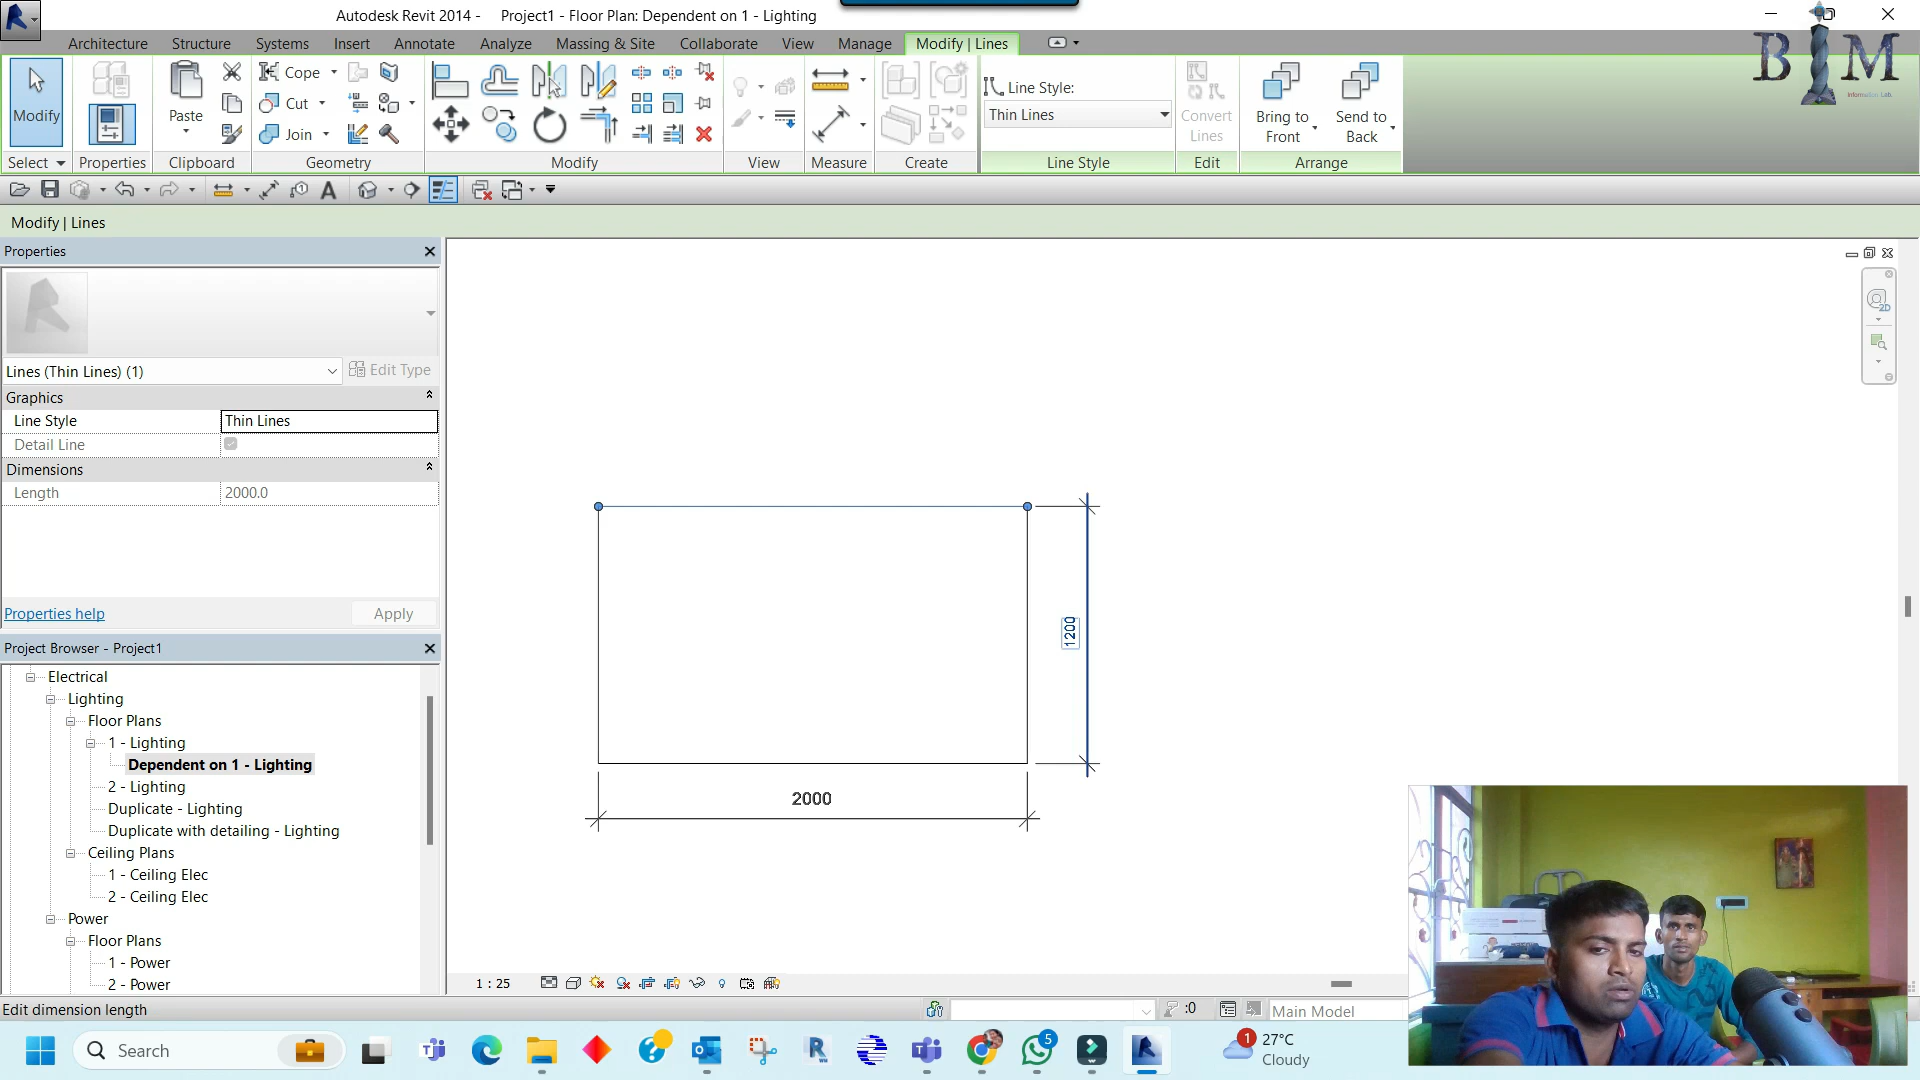 Autodesk Revit 2014 - Project1 - Floor Plan: Dependent on 1 - Lighting
Architecture Structure Systems Insert Annotate Analyze Massing & Site Collaborate View Manage Modify | Lines
BIM
Information Lab.
Modify
Paste
Cope
Cut
Join
Line Style:
Thin Lines
Convert
Lines
Bring to
Front
Send to
Back
Select Properties Clipboard Geometry Modify View Measure Create Line Style Edit Arrange
A
Modify | Lines
Properties
Lines (Thin Lines) (1)
Edit Type
Graphics
Line Style Thin Lines
Detail Line
Dimensions
Length 2000.0
Properties help
Apply
1200
2000
2D
Project Browser - Project1
Electrical
Lighting
Floor Plans
1 - Lighting
Dependent on 1 - Lighting
2 - Lighting
Duplicate - Lighting
Duplicate with detailing - Lighting
Ceiling Plans
1 - Ceiling Elec
2 - Ceiling Elec
Power
Floor Plans
1 - Power
2 - Power
1 : 25
Edit dimension length
:0
Main Model
Search
5
1
27°C
Cloudy